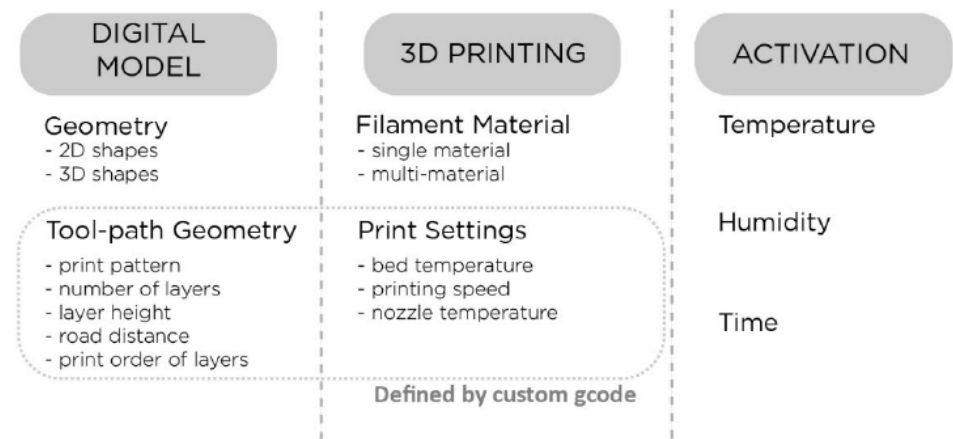 DIGITAL
MODEL
Geometry
- 2D shapes
- 3D shapes
Tool-path Geometry
- print pattern
- number of layers
- layer height
- road distance
- print order of layers
3D PRINTING
Filament Material
- single material
- multi-material
Print Settings
- bed temperature
- printing speed
- nozzle temperature
Defined by custom gcode
ACTIVATION
Temperature
Humidity
Time